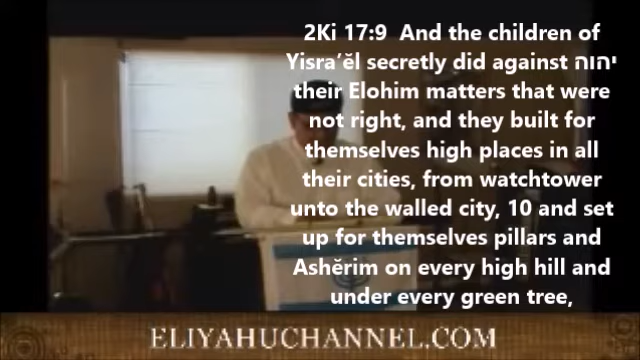 2Ki 17:9  And the children of
Yisra’ĕl secretly did against יהוה
their Elohim matters that were
not right, and they built for
themselves high places in all
their cities, from watchtower
unto the walled city, 10 and set
up for themselves pillars and
Ashĕrim on every high hill and
under every green tree,
ELIYAHUCHANNEL.COM